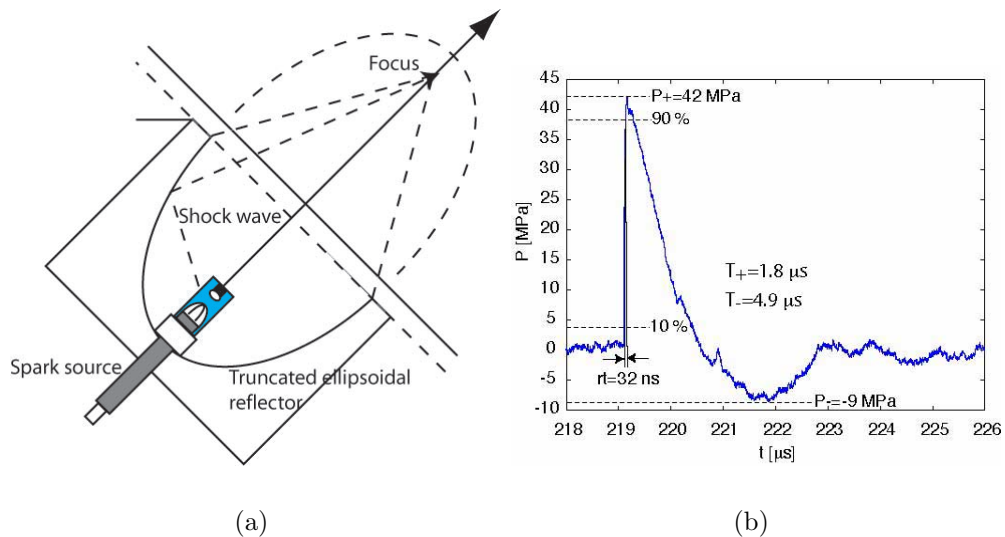 Focus
Shock wave
Spark source
Truncated ellipsoidal
reflector
(a)
P [MPa]
45
40
35
30
25
20
15
10
5
0
-5
-10
P+=42 MPa
90 %
T+=1.8 µs
T-=4.9 µs
10 %
rt=32 ns
P-=-9 MPa
218 219 220 221 222 223 224 225 226
t [µs]
(b)